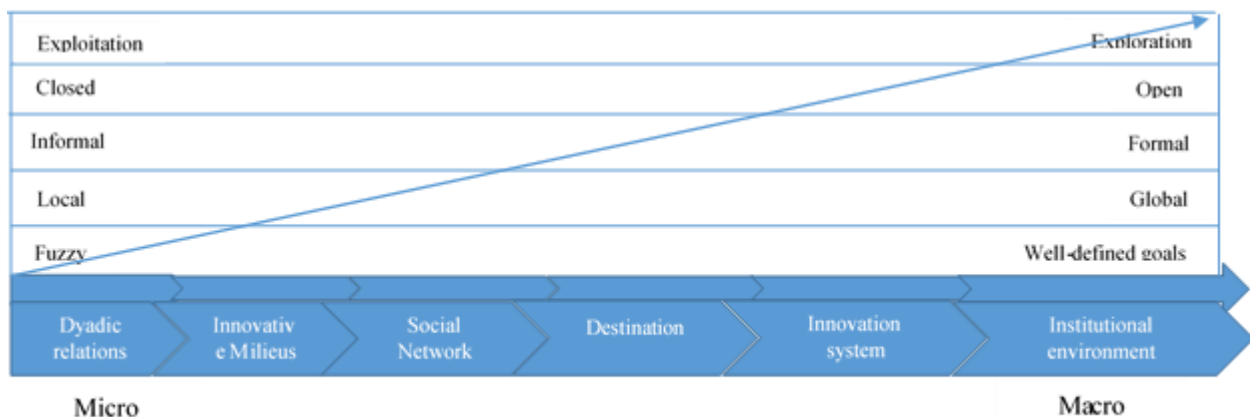 Exploitation Exploration
Closed Open
Informal Formal
Local Global
Fuzzy Well-defined goals
Dyadic
relations
Innovativ
e Milieus
Social
Network
Destination
Innovation
system
Institutional
environment
Micro Macro